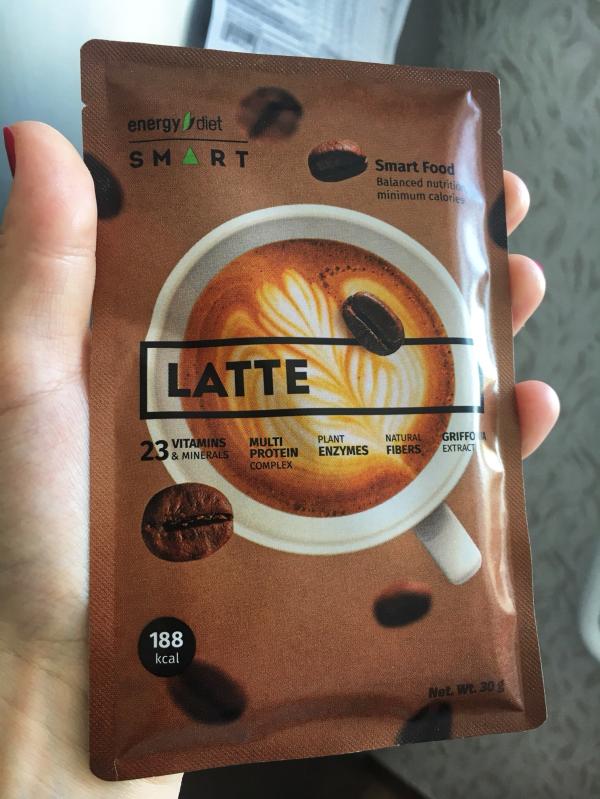 energy diet
SMART
Smart Food
Balanced nutrition
minimum calories
LATTE
23 VITAMINS
& MINERALS
MULTI
PROTEIN
COMPLEX
PLANT
ENZYMES
NATURAL
FIBERS
GRIFFONIA
EXTRACT
188
kcal
Net. Wt. 30 g